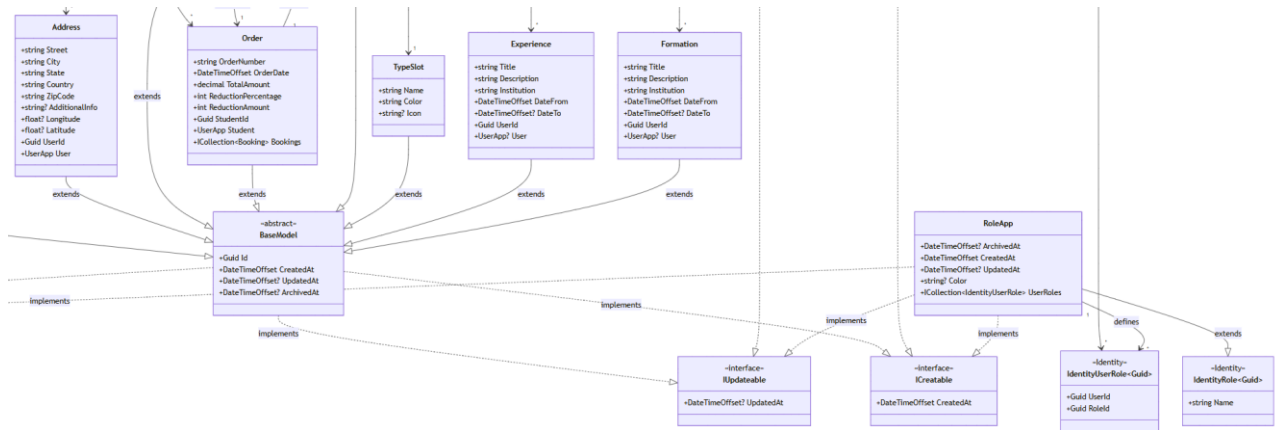 Address
+string Street
+string City
+string State
+string Country
+string ZipCode
+string? AdditionalInfo
+float? Longitude
+float? Latitude
+Guid UserId
+UserApp User
extends
Order
+string OrderNumber
+DateTimeOffset OrderDate
+decimal TotalAmount
+int ReductionPercentage
+int ReductionAmount
+Guid StudentId
+UserApp Student
+ICollection<Booking> Bookings
TypeSlot
+string Name
+string Color
+string? Icon
Experience
+string Title
+string Description
+string Institution
+DateTimeOffset DateFrom
+DateTimeOffset? DateTo
+Guid UserId
+UserApp? User
Formation
+string Title
+string Description
+string Institution
+DateTimeOffset DateFrom
+DateTimeOffset? DateTo
+Guid UserId
+UserApp? User
extends
extends
extends
extends
extends
«abstract»
BaseModel
+Guid Id
+DateTimeOffset CreatedAt
+DateTimeOffset? UpdatedAt
+DateTimeOffset? ArchivedAt
RoleApp
+DateTimeOffset? ArchivedAt
+DateTimeOffset CreatedAt
+DateTimeOffset? UpdatedAt
+string? Color
+ICollection<IdentityUserRole> UserRoles
implements
implements
implements
implements
implements
defines
extends
«interface»
IUpdateable
+DateTimeOffset? UpdatedAt
«interface»
ICreatable
+DateTimeOffset CreatedAt
«Identity»
IdentityUserRole<Guid>
+Guid UserId
+Guid RoleId
«Identity»
IdentityRole<Guid>
+string Name